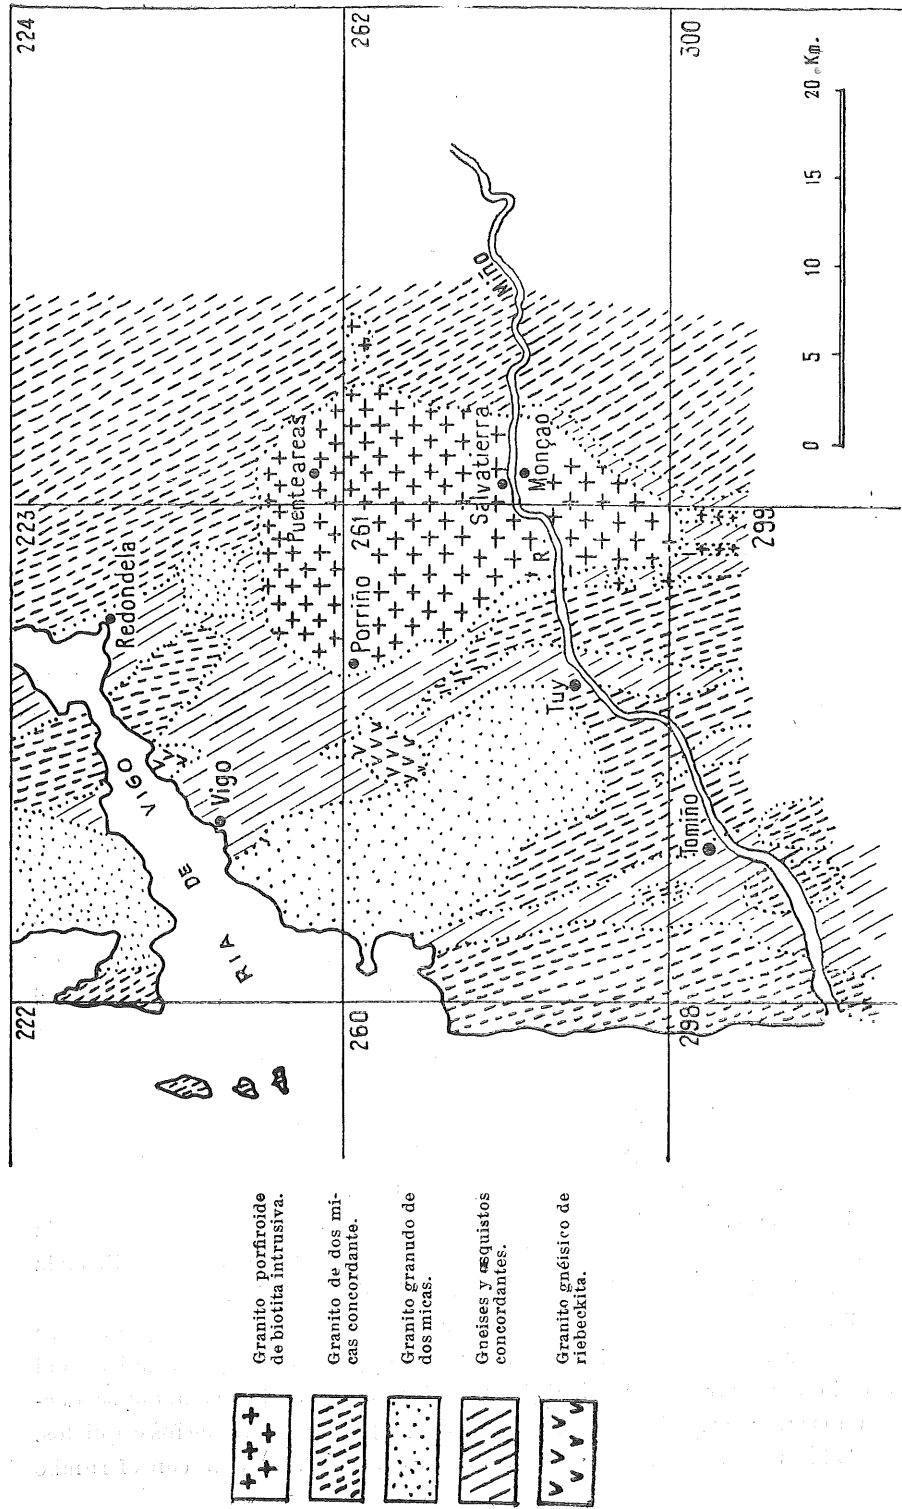 222
223
224
RIA
DE
VIGO
Redondela
Vigo
Puenteareas
Porriño
260
261
262
Salvatierra
Monçao
R.
Miño
Tuy
Tomiño
298
299
300
0 5 10 15 20 Km.
Granito porfiroide
de biotita intrusiva.
Granito de dos mi-
cas concordante.
Granito granudo de
dos micas.
Gneises y esquistos
concordantes.
Granito gnéisico de
riebeckita.